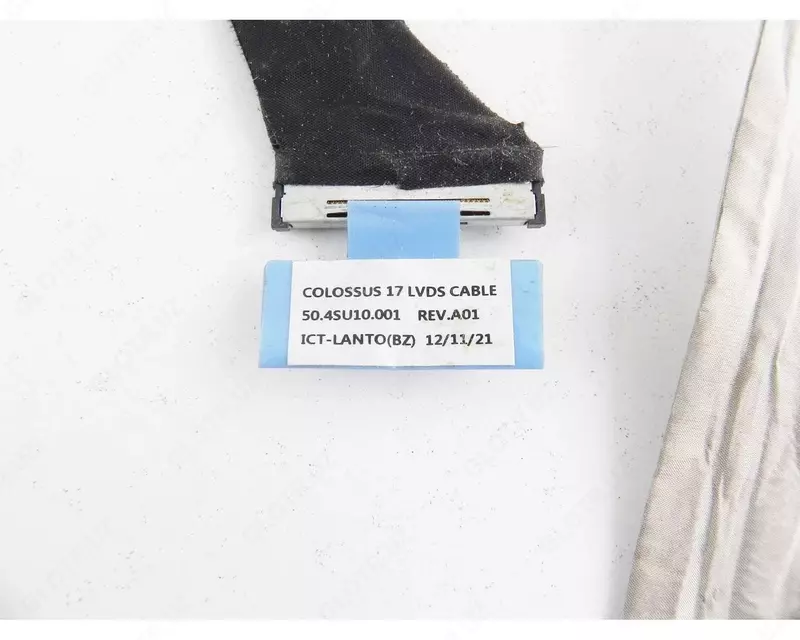 COLOSSUS 17 LVDS CABLE
50.4SU10.001 REV.A01
ICT-LANTO(BZ) 12/11/21